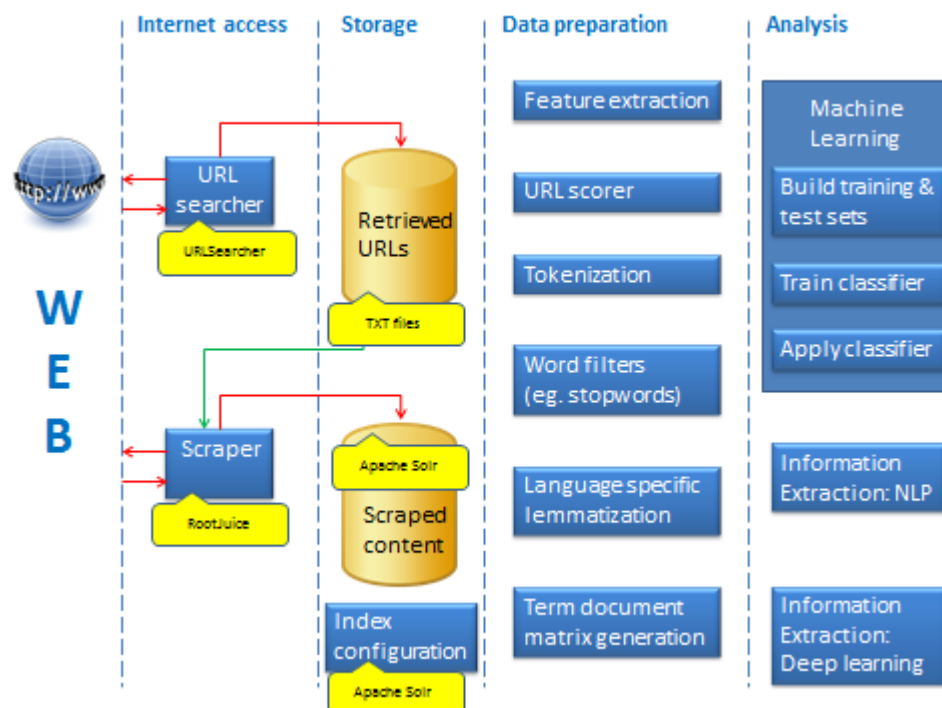 Internet access
Storage
Data preparation
Analysis
http://www
W
E
B
URL
searcher
URLSearcher
Retrieved
URLs
TXT files
Scraper
RootJuice
Apache Solr
Scraped
content
Index
configuration
Apache Solr
Feature extraction
URL scorer
Tokenization
Word filters
(eg. stopwords)
Language specific
lemmatization
Term document
matrix generation
Machine
Learning
Build training &
test sets
Train classifier
Apply classifier
Information
Extraction: NLP
Information
Extraction:
Deep learning